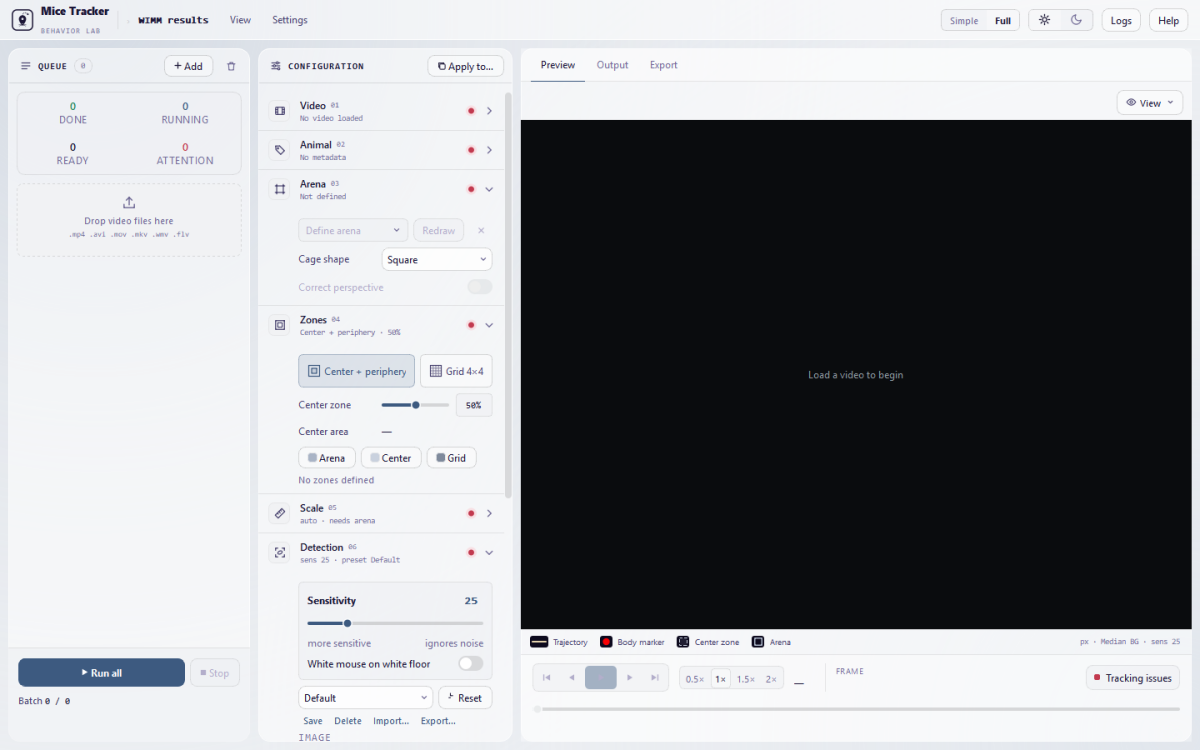 Mice Tracker
BEHAVIOR LAB
WIMM results
View
Settings
Simple
Full
Logs
Help
QUEUE 0
+ Add
0 DONE
0 RUNNING
0 READY
0 ATTENTION
Drop video files here
.mp4 .avi .mov .mkv .wmv .flv
Run all
Stop
Batch 0 / 0
CONFIGURATION
Apply to...
Video 01
No video loaded
Animal 02
No metadata
Arena 03
Not defined
Define arena
Redraw
Cage shape
Square
Correct perspective
Zones 04
Center + periphery · 50%
Center + periphery
Grid 4×4
Center zone
50%
Center area —
Arena
Center
Grid
No zones defined
Scale 05
auto · needs arena
Detection 06
sens 25 · preset Default
Sensitivity 25
more sensitive
ignores noise
White mouse on white floor
Default
Reset
Save
Delete
Import...
Export...
IMAGE
Preview
Output
Export
View
Load a video to begin
Trajectory
Body marker
Center zone
Arena
px · Median BG · sens 25
0.5×
1×
1.5×
2×
—
FRAME
Tracking issues